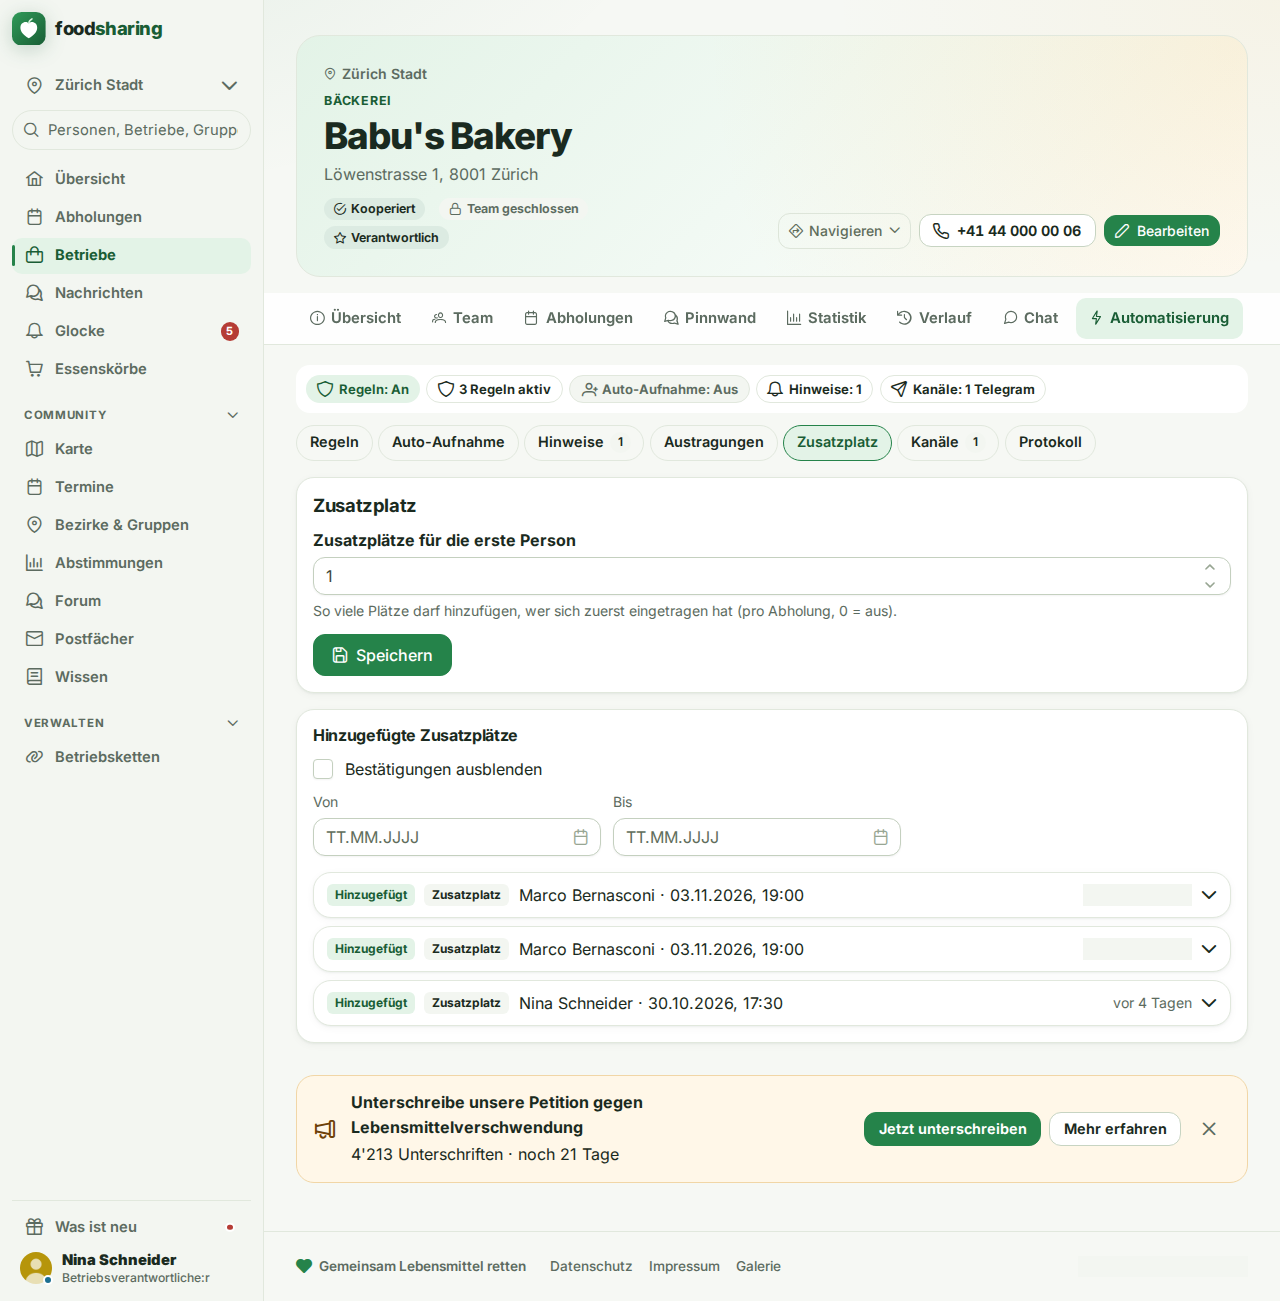 foodsharing
Zürich Stadt
Personen, Betriebe, Grupp
Übersicht
Abholungen
Betriebe
Nachrichten
Glocke 5
Essenskörbe
COMMUNITY
Karte
Termine
Bezirke & Gruppen
Abstimmungen
Forum
Postfächer
Wissen
VERWALTEN
Betriebsketten
Was ist neu
Nina Schneider
Betriebsverantwortliche:r
Zürich Stadt
BÄCKEREI
Babu's Bakery
Löwenstrasse 1, 8001 Zürich
Kooperiert Team geschlossen
Verantwortlich
Navigieren +41 44 000 00 06 Bearbeiten
Übersicht Team Abholungen Pinnwand Statistik Verlauf Chat Automatisierung
Regeln: An 3 Regeln aktiv Auto-Aufnahme: Aus Hinweise: 1 Kanäle: 1 Telegram
Regeln Auto-Aufnahme Hinweise 1 Austragungen Zusatzplatz Kanäle 1 Protokoll
Zusatzplatz
Zusatzplätze für die erste Person
1
So viele Plätze darf hinzufügen, wer sich zuerst eingetragen hat (pro Abholung, 0 = aus).
Speichern
Hinzugefügte Zusatzplätze
Bestätigungen ausblenden
Von Bis
TT.MM.JJJJ TT.MM.JJJJ
Hinzugefügt Zusatzplatz Marco Bernasconi · 03.11.2026, 19:00
Hinzugefügt Zusatzplatz Marco Bernasconi · 03.11.2026, 19:00
Hinzugefügt Zusatzplatz Nina Schneider · 30.10.2026, 17:30 vor 4 Tagen
Unterschreibe unsere Petition gegen
Lebensmittelverschwendung
4'213 Unterschriften · noch 21 Tage
Jetzt unterschreiben Mehr erfahren
Gemeinsam Lebensmittel retten Datenschutz Impressum Galerie